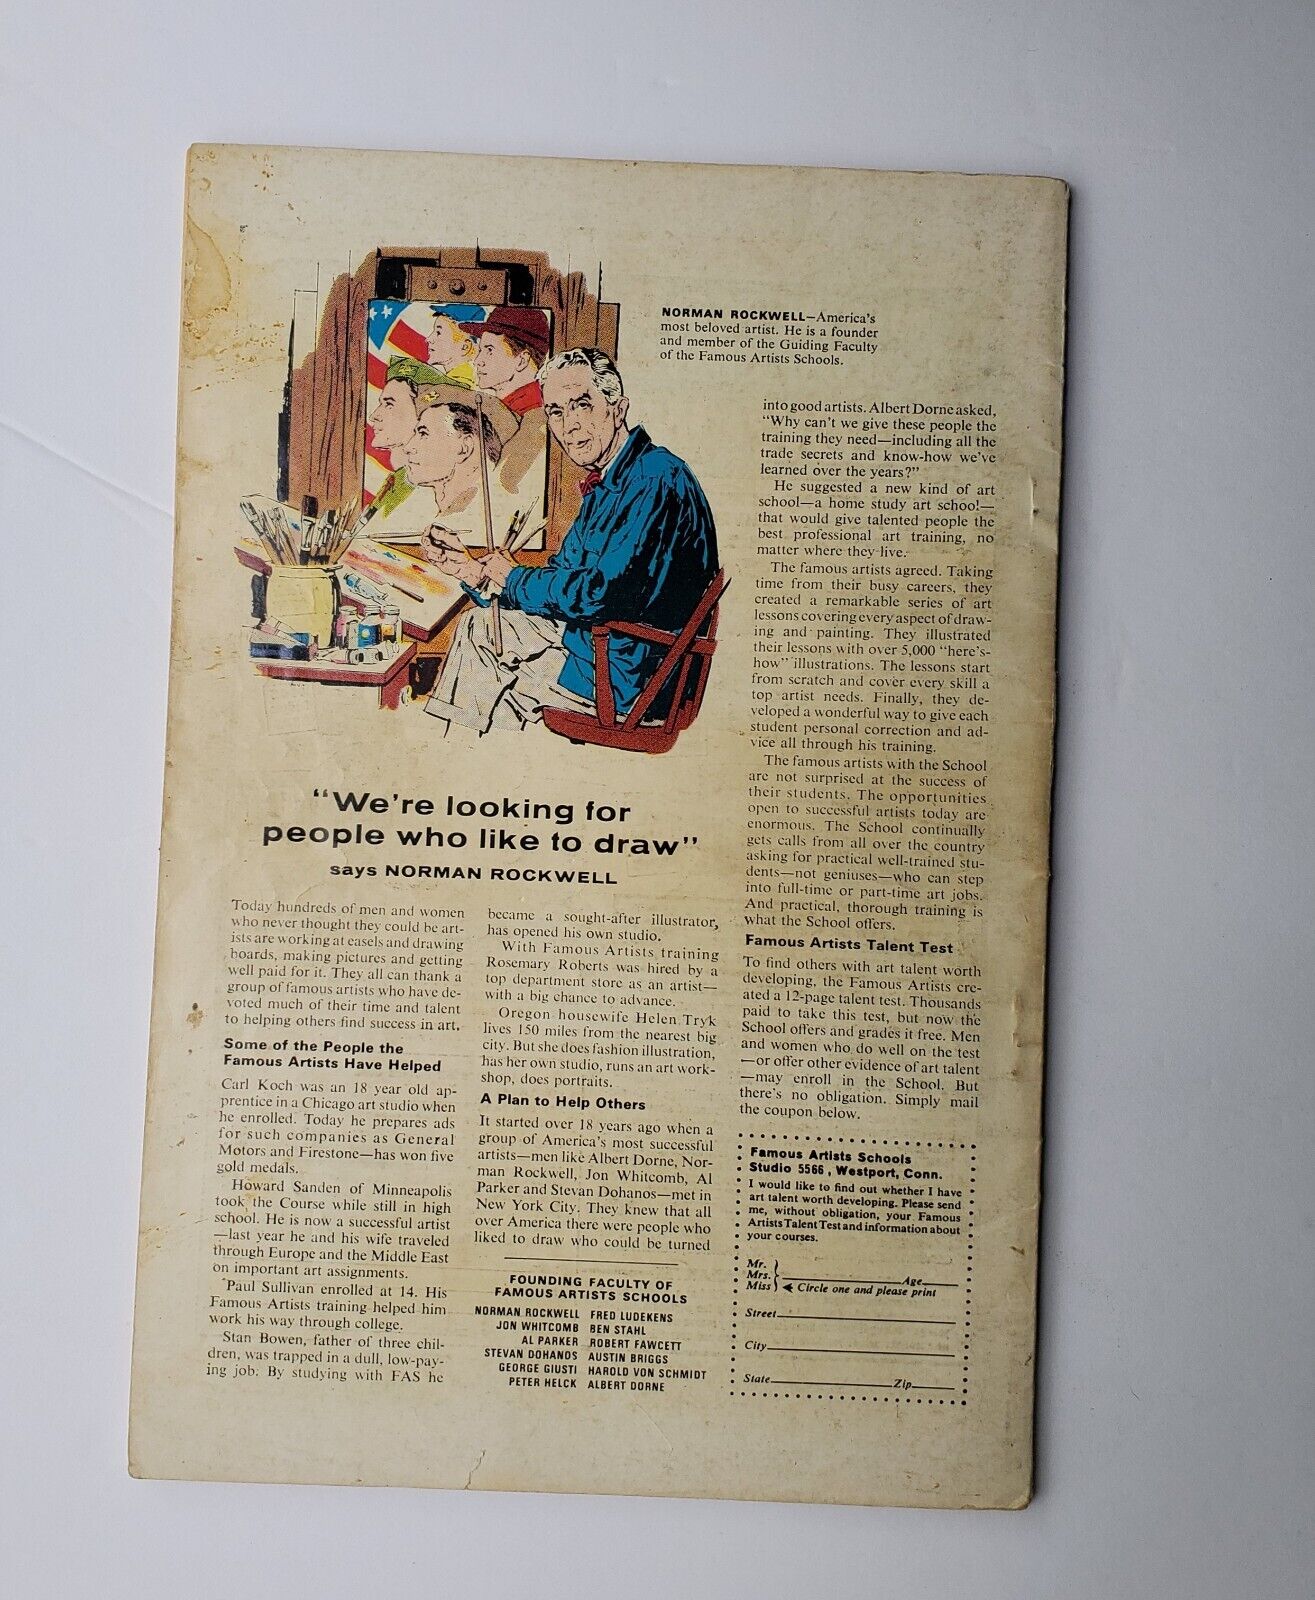 NORMAN ROCKWELL—America's
most beloved artist. He is a founder
and member of the Guiding Faculty
of the Famous Artists Schools.
"We're looking for
people who like to draw"
says NORMAN ROCKWELL
Today hundreds of men and women
who never thought they could be art-
ists are working at easels and drawing
boards, making pictures and getting
well paid for it. They all can thank a
group of famous artists who have de-
voted much of their time and talent
to helping others find success in art.
Some of the People the
Famous Artists Have Helped
Carl Koch was an 18 year old ap-
prentice in a Chicago art studio when
he enrolled. Today he prepares ads
for such companies as General
Motors and Firestone—has won five
gold medals.
Howard Sanden of Minneapolis
took the Course while still in high
school. He is now a successful artist
—last year he and his wife traveled
through Europe and the Middle East
on important art assignments.
Paul Sullivan enrolled at 14. His
Famous Artists training helped him
work his way through college.
Stan Bowen, father of three chil-
dren, was trapped in a dull, low-pay-
ing job. By studying with FAS he
became a sought-after illustrator,
has opened his own studio.
With Famous Artists training
Rosemary Roberts was hired by a
top department store as an artist—
with a big chance to advance.
Oregon housewife Helen Tryk
lives 150 miles from the nearest big
city. But she does fashion illustration,
has her own studio, runs an art work-
shop, does portraits.
A Plan to Help Others
It started over 18 years ago when a
group of America's most successful
artists—men like Albert Dorne, Nor-
man Rockwell, Jon Whitcomb, Al
Parker and Stevan Dohanos—met in
New York City. They knew that all
over America there were people who
liked to draw who could be turned
FOUNDING FACULTY OF
FAMOUS ARTISTS SCHOOLS
NORMAN ROCKWELL FRED LUDEKENS
JON WHITCOMB BEN STAHL
AL PARKER ROBERT FAWCETT
STEVAN DOHANOS AUSTIN BRIGGS
GEORGE GIUSTI HAROLD VON SCHMIDT
PETER HELCK ALBERT DORNE
into good artists. Albert Dorne asked,
"Why can't we give these people the
training they need—including all the
trade secrets and know-how we've
learned over the years?"
He suggested a new kind of art
school—a home study art school—
that would give talented people the
best professional art training, no
matter where they live.
The famous artists agreed. Taking
time from their busy careers, they
created a remarkable series of art
lessons covering every aspect of draw-
ing and painting. They illustrated
their lessons with over 5,000 "here's-
how" illustrations. The lessons start
from scratch and cover every skill a
top artist needs. Finally, they de-
veloped a wonderful way to give each
student personal correction and ad-
vice all through his training.
The famous artists with the School
are not surprised at the success of
their students. The opportunities
open to successful artists today are
enormous. The School continually
gets calls from all over the country
asking for practical well-trained stu-
dents—not geniuses—who can step
into full-time or part-time art jobs.
And practical, thorough training is
what the School offers.
Famous Artists Talent Test
To find others with art talent worth
developing, the Famous Artists cre-
ated a 12-page talent test. Thousands
paid to take this test, but now the
School offers and grades it free. Men
and women who do well on the test
—or offer other evidence of art talent
—may enroll in the School. But
there's no obligation. Simply mail
the coupon below.
Famous Artists Schools
Studio 5566, Westport, Conn.
I would like to find out whether I have
art talent worth developing. Please send
me, without obligation, your Famous
Artists Talent Test and information about
your courses.
Mr.
Mrs. Age
Miss Circle one and please print
Street
City
State Zip